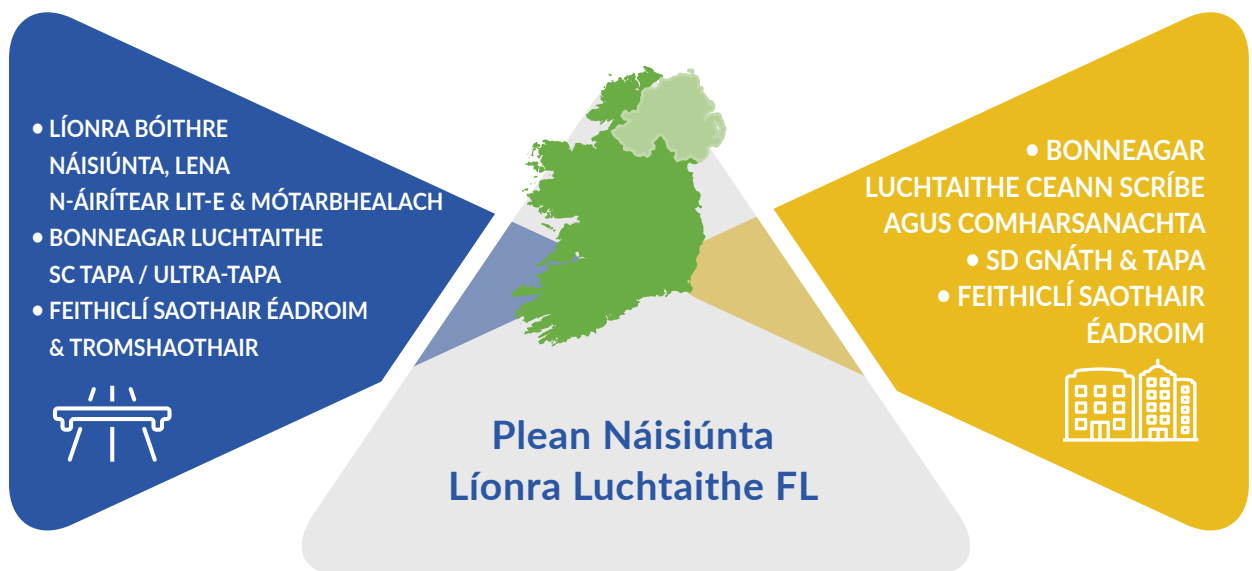 • LÍONRA BÓITHRE
NÁISIÚNTA, LENA
N-ÁIRÍTEAR LIT-E & MÓTARBHEALACH
• BONNEAGAR LUCHTAITHE
SC TAPA / ULTRA-TAPA
• FEITHICLÍ SAOTHAIR ÉADROIM
& TROMSHAOTHAIR
• BONNEAGAR
LUCHTAITHE CEANN SCRÍBE
AGUS COMHARSANACHTA
• SD GNÁTH & TAPA
• FEITHICLÍ SAOTHAIR
ÉADROIM
Plean Náisiúnta
Líonra Luchtaithe FL